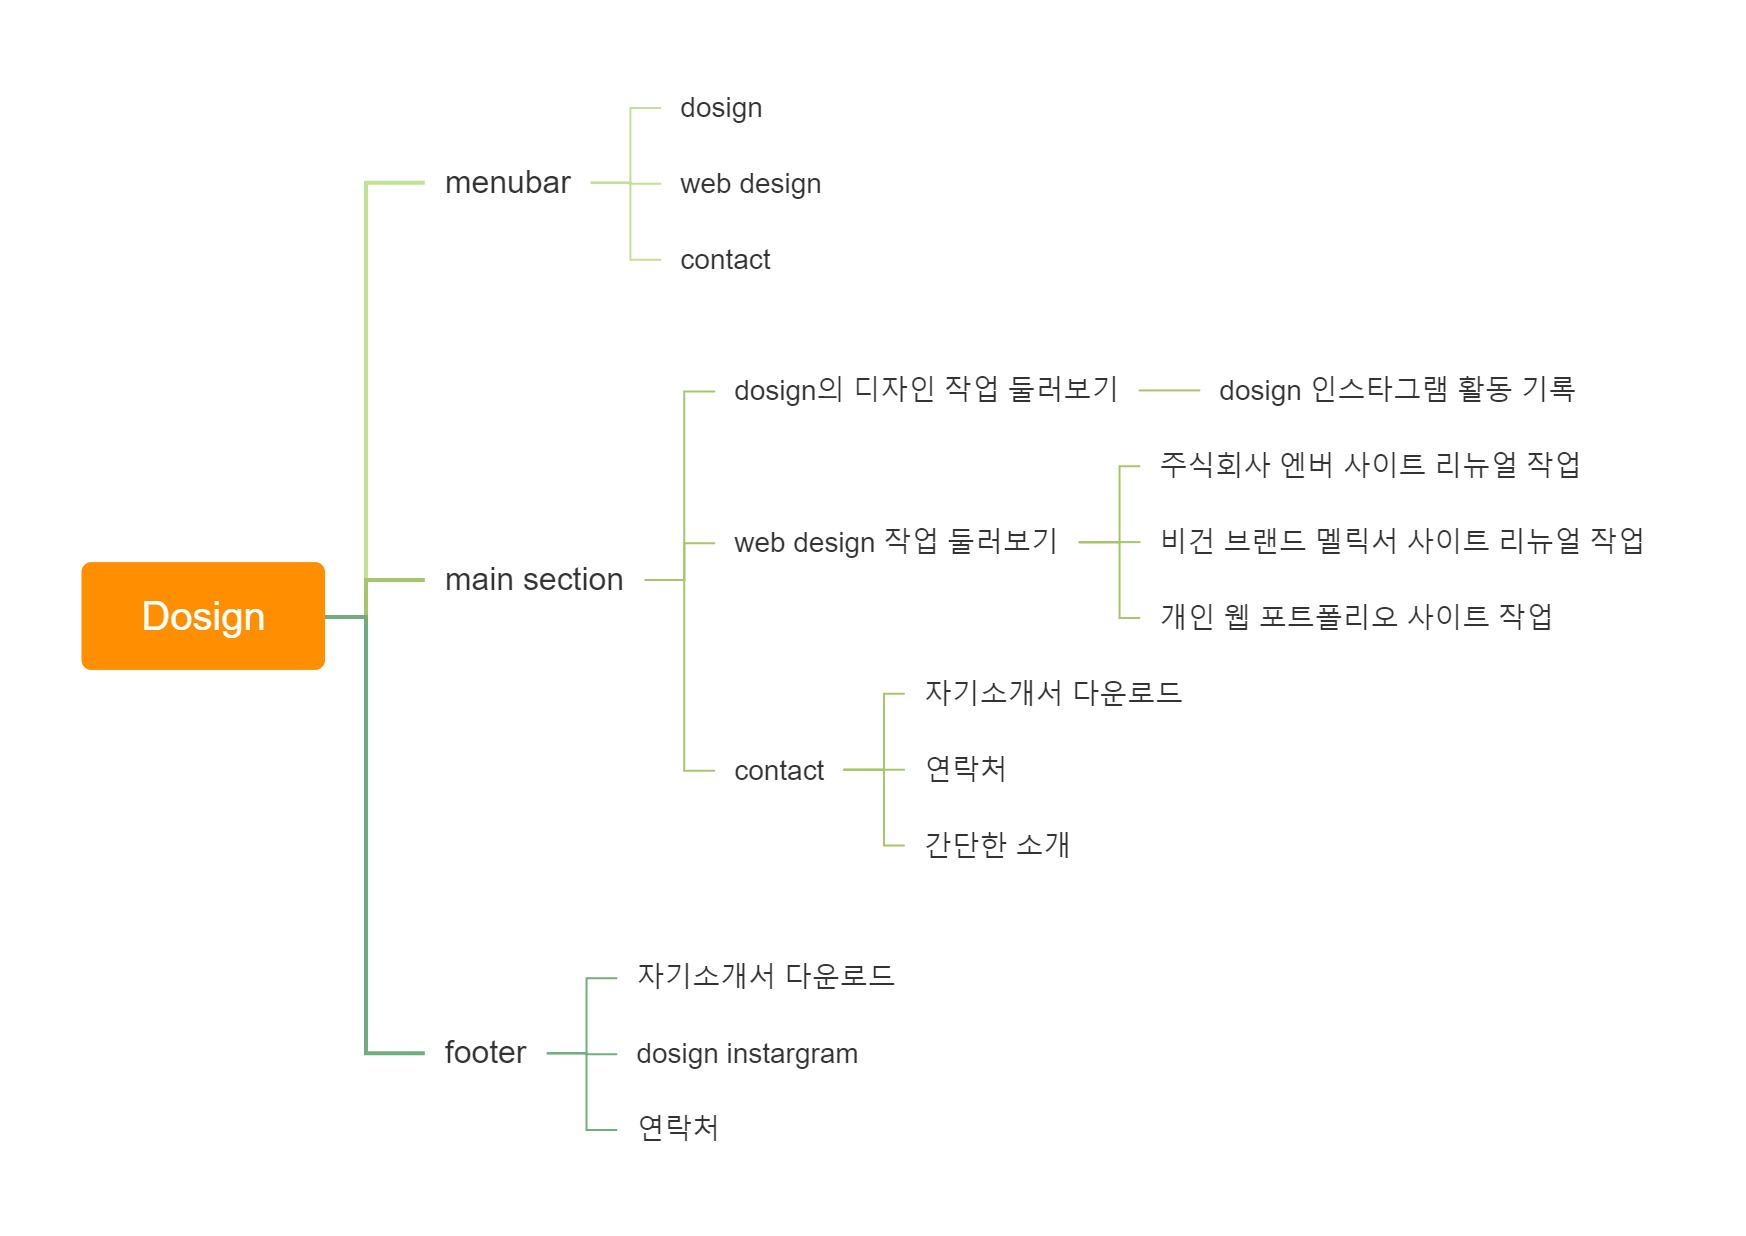 Dosign
menubar
dosign
web design
contact
main section
dosign의 디자인 작업 둘러보기
dosign 인스타그램 활동 기록
web design 작업 둘러보기
주식회사 엔버 사이트 리뉴얼 작업
비건 브랜드 멜릭서 사이트 리뉴얼 작업
개인 웹 포트폴리오 사이트 작업
contact
자기소개서 다운로드
연락처
간단한 소개
footer
자기소개서 다운로드
dosign instargram
연락처